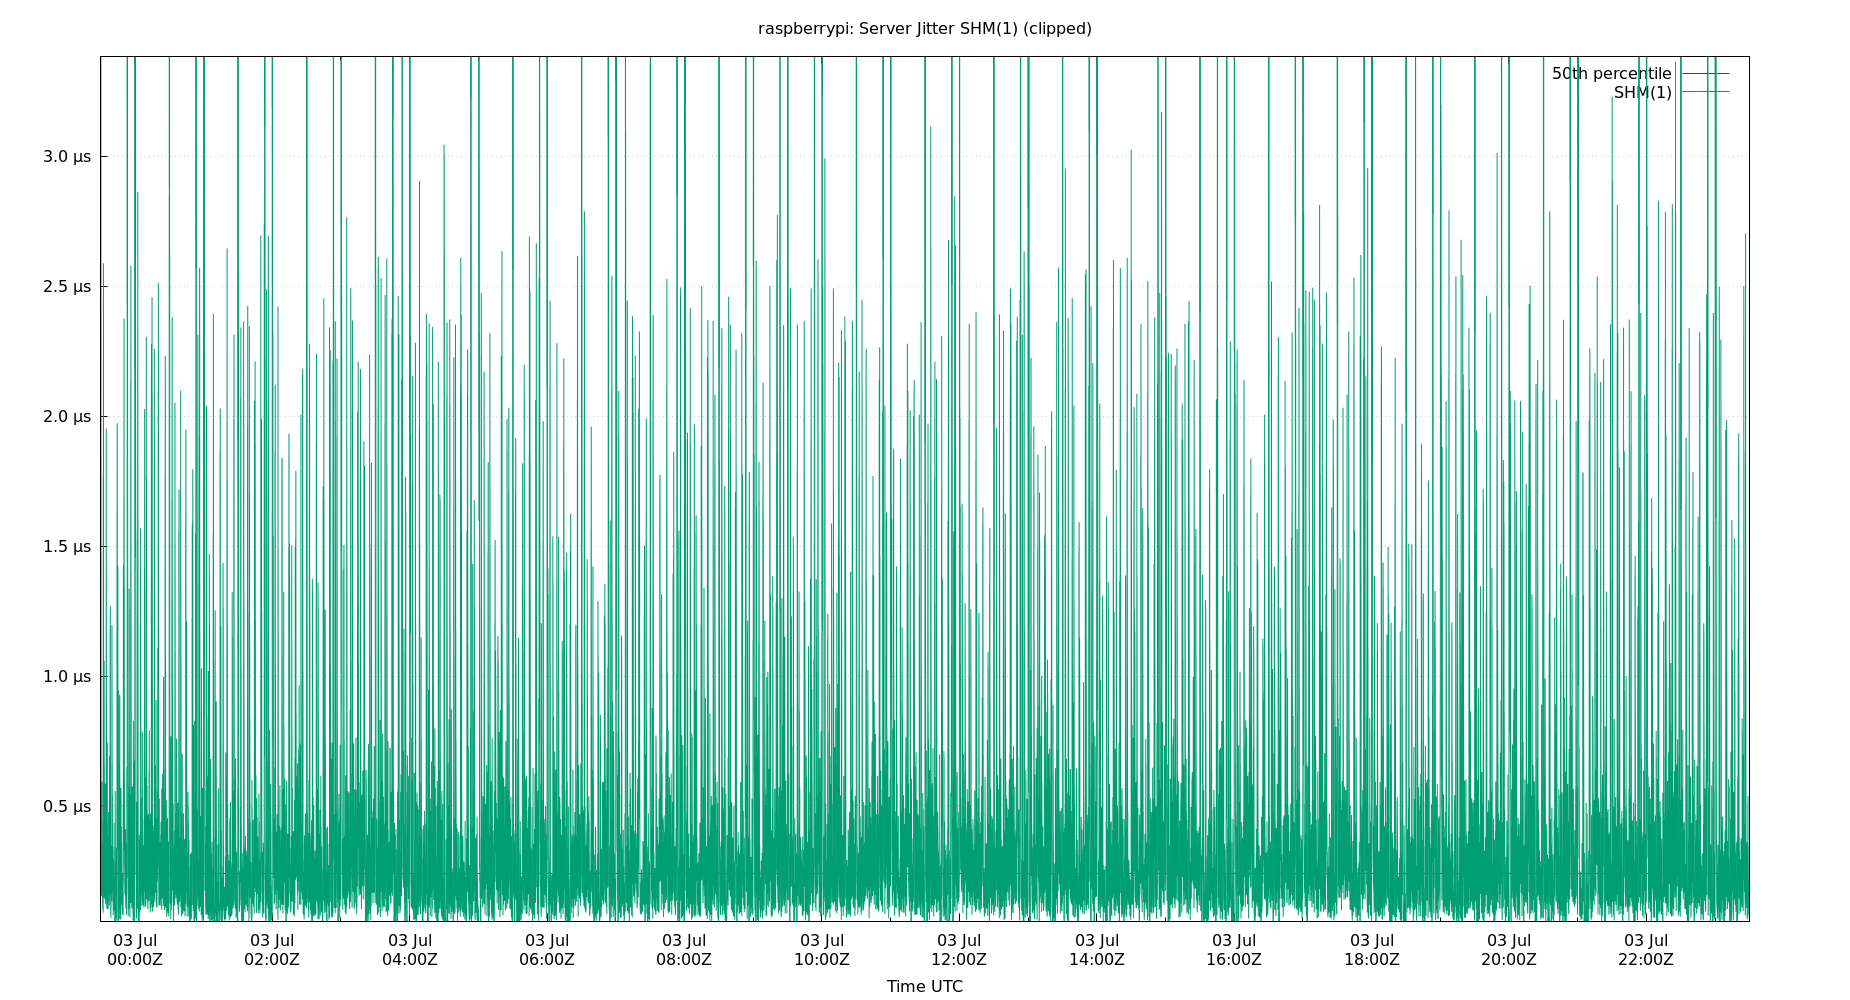 raspberrypi: Server Jitter SHM(1) (clipped)
50th percentile
SHM(1)
3.0 µs
2.5 µs
2.0 µs
1.5 µs
1.0 µs
0.5 µs
03 Jul 03 Jul 03 Jul 03 Jul 03 Jul 03 Jul 03 Jul 03 Jul 03 Jul 03 Jul 03 Jul 03 Jul
00:00Z 02:00Z 04:00Z 06:00Z 08:00Z 10:00Z 12:00Z 14:00Z 16:00Z 18:00Z 20:00Z 22:00Z
Time UTC